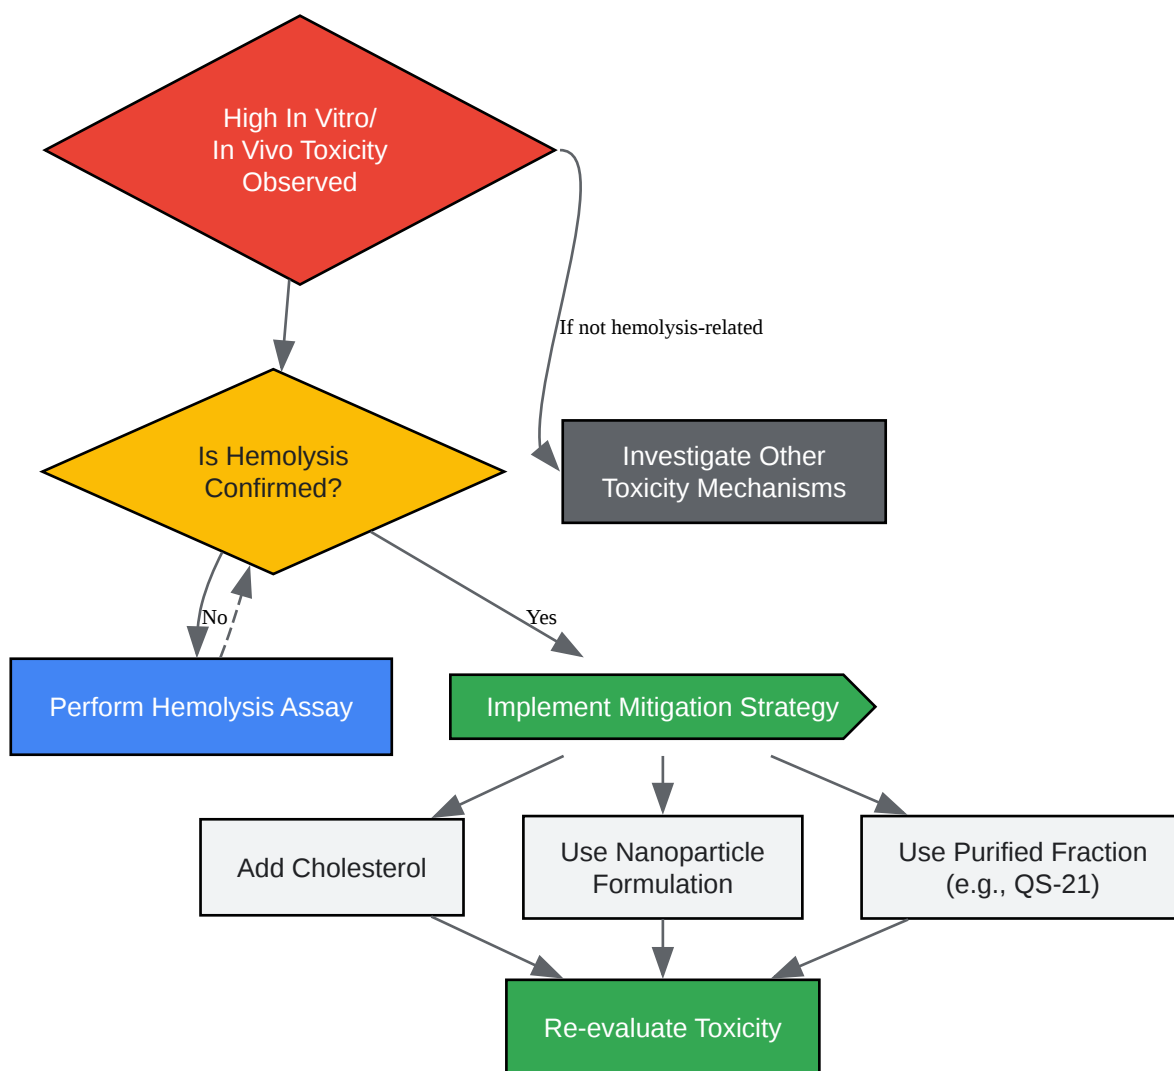 High In Vitro/
In Vivo Toxicity
Observed
If not hemolysis-related
Is Hemolysis
Confirmed?
Investigate Other
Toxicity Mechanisms
No
Yes
Perform Hemolysis Assay
Implement Mitigation Strategy
Add Cholesterol
Use Nanoparticle
Formulation
Use Purified Fraction
(e.g., QS-21)
Re-evaluate Toxicity